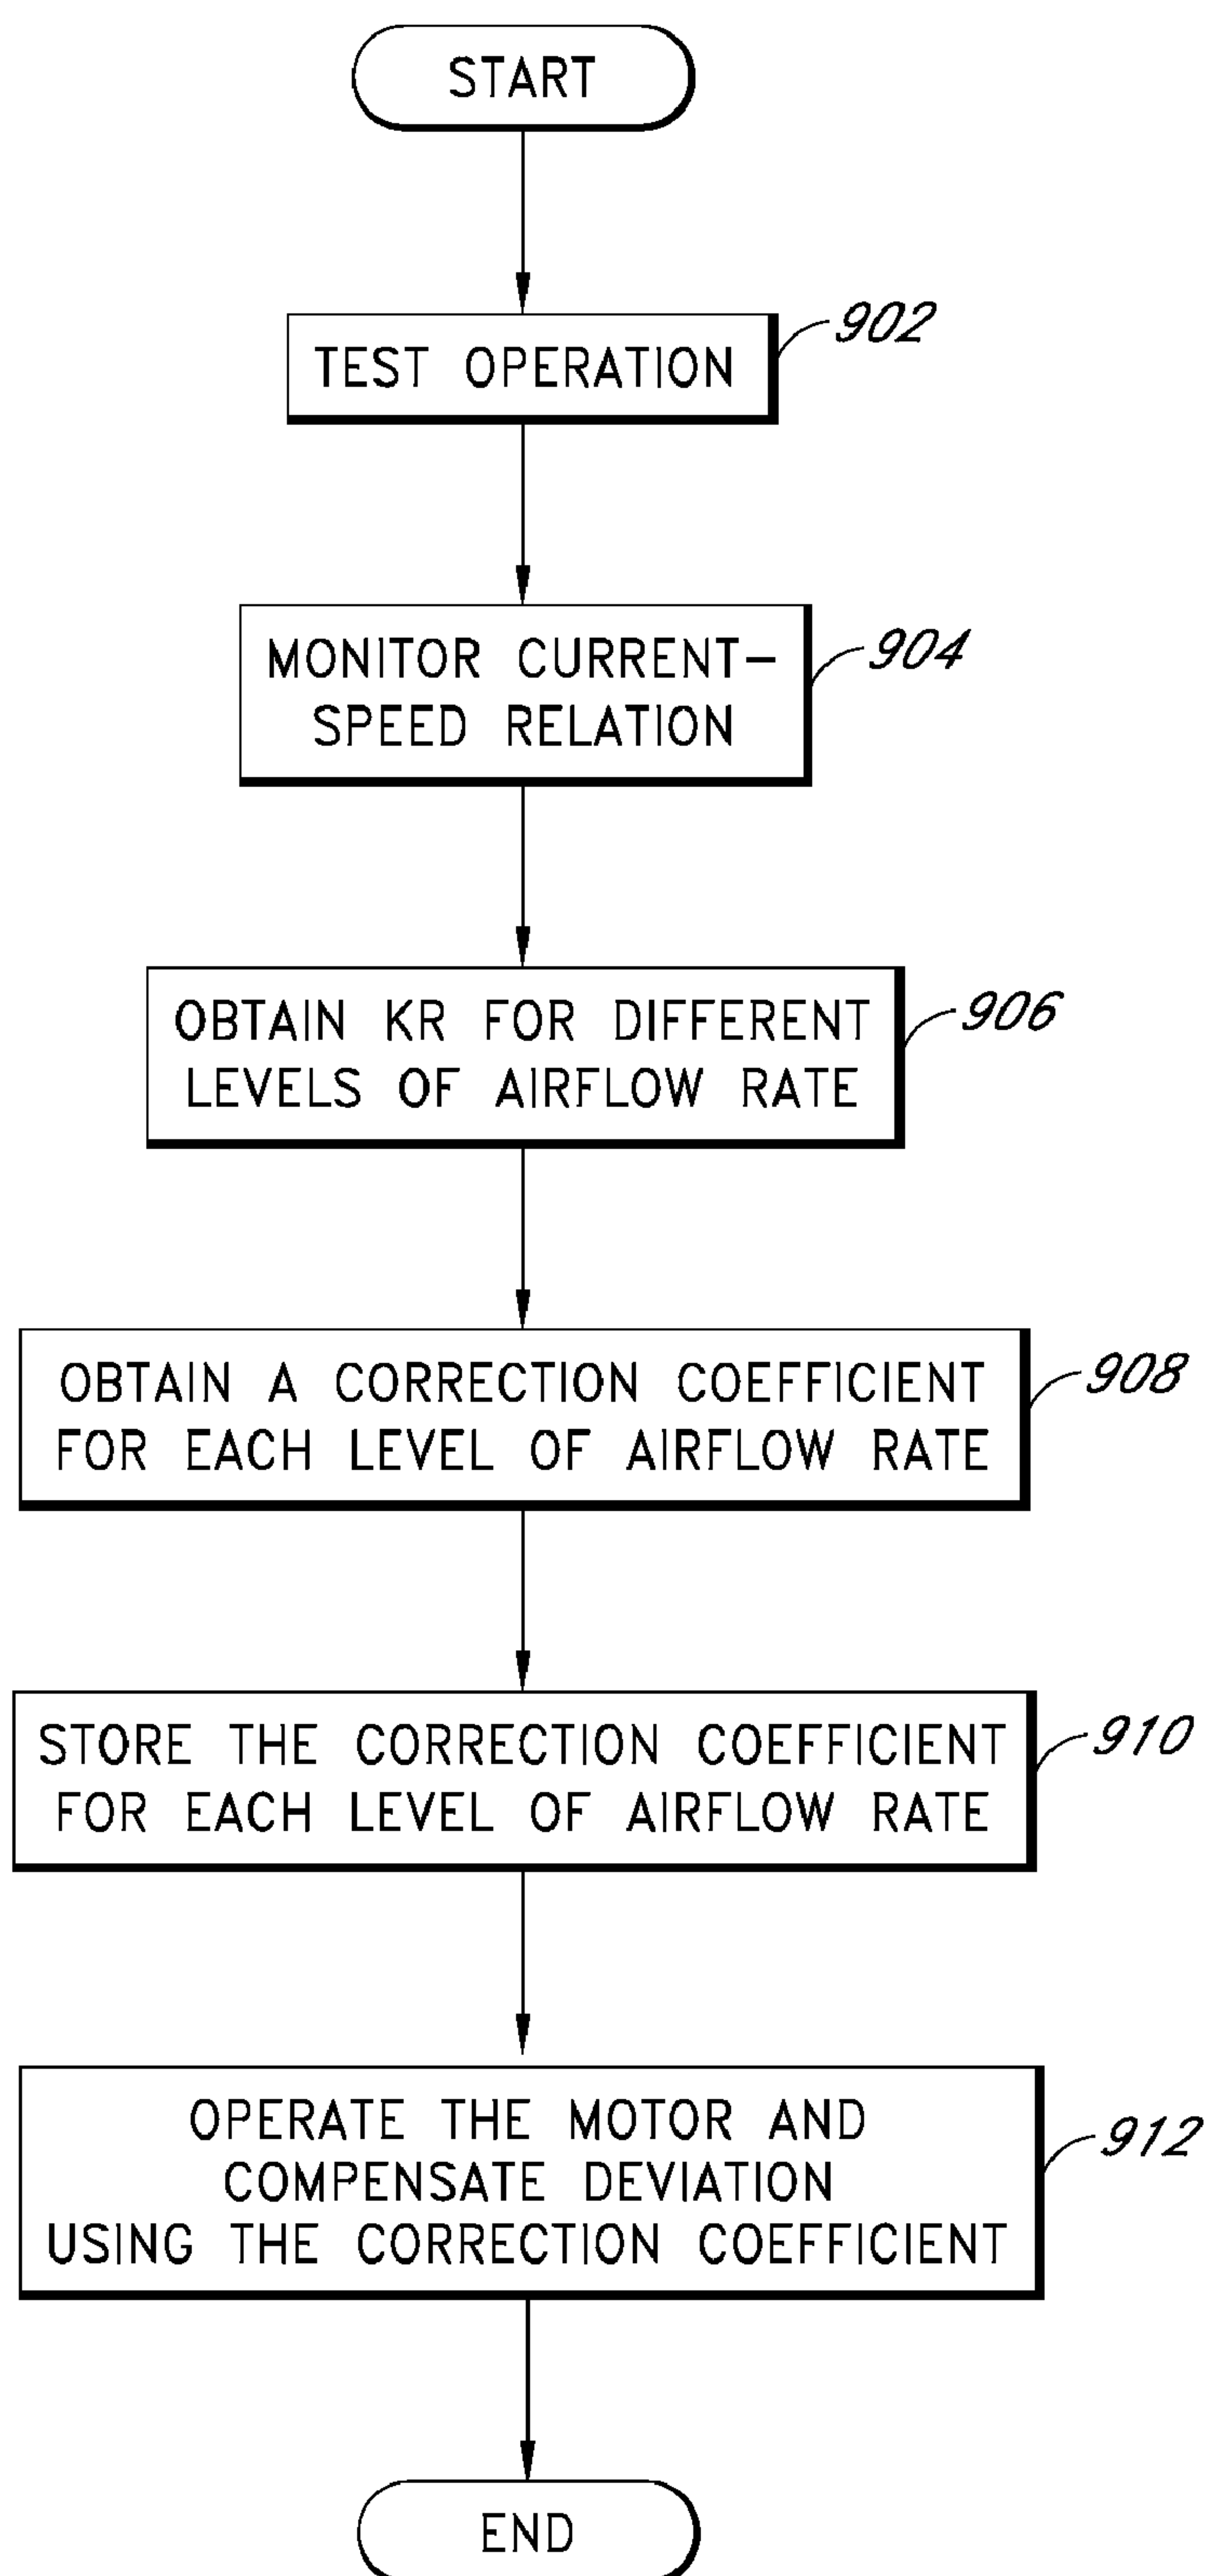 START
TEST OPERATION
902
MONITOR CURRENT-
SPEED RELATION
904
OBTAIN KR FOR DIFFERENT
LEVELS OF AIRFLOW RATE
906
OBTAIN A CORRECTION COEFFICIENT
FOR EACH LEVEL OF AIRFLOW RATE
908
STORE THE CORRECTION COEFFICIENT
FOR EACH LEVEL OF AIRFLOW RATE
910
OPERATE THE MOTOR AND
COMPENSATE DEVIATION
USING THE CORRECTION COEFFICIENT
912
END